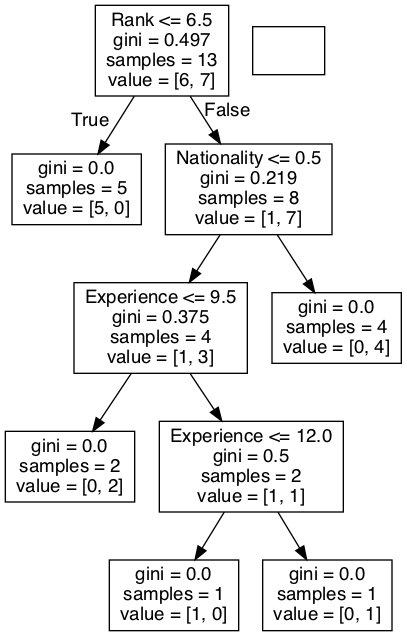 Rank <= 6.5
gini = 0.497
samples = 13
value = [6, 7]
True
False
gini = 0.0
samples = 5
value = [5, 0]
Nationality <= 0.5
gini = 0.219
samples = 8
value = [1, 7]
Experience <= 9.5
gini = 0.375
samples = 4
value = [1, 3]
gini = 0.0
samples = 4
value = [0, 4]
gini = 0.0
samples = 2
value = [0, 2]
Experience <= 12.0
gini = 0.5
samples = 2
value = [1, 1]
gini = 0.0
samples = 1
value = [1, 0]
gini = 0.0
samples = 1
value = [0, 1]